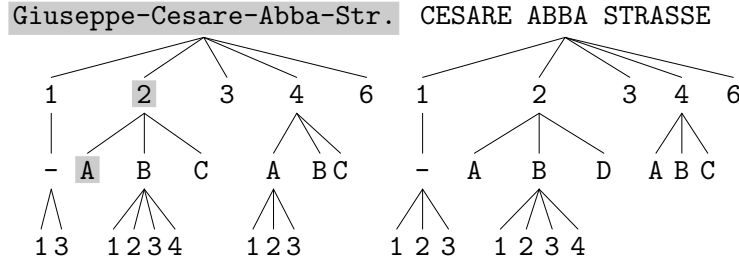 Giuseppe-Cesare-Abba-Str. CESARE ABBA STRASSE
1 2 3 4 6 1 2 3 4 6
- A B C A B C - A B D A B C
1 3 1 2 3 4 1 2 3 1 2 3 1 2 3 4